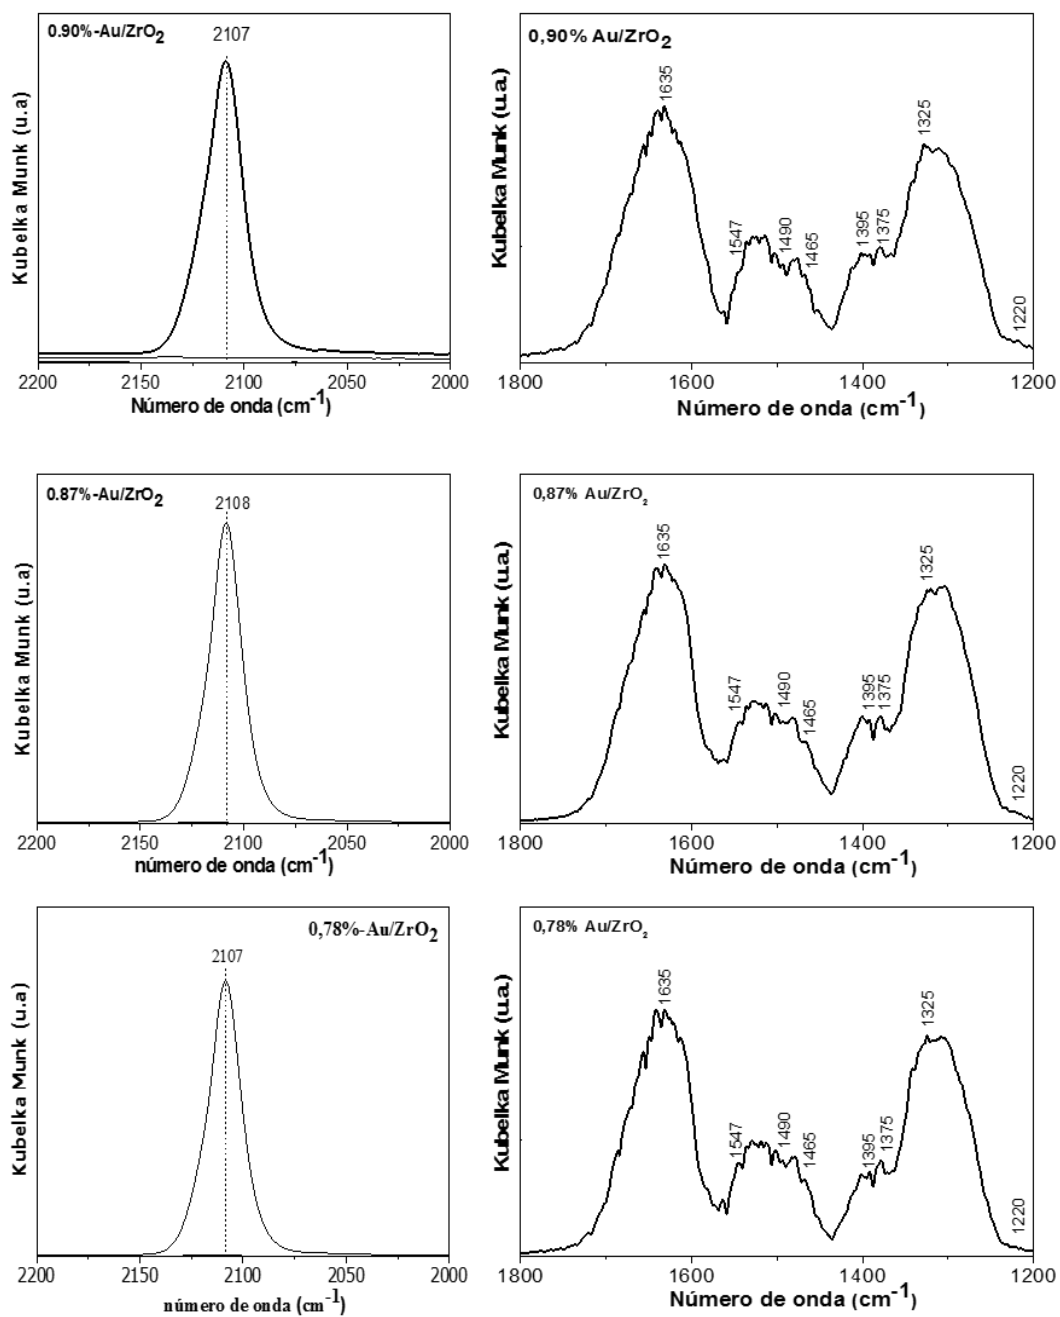 0.90%-Au/ZrO2
2107
Kubelka Munk (u.a)
2200 2150 2100 2050 2000
Número de onda (cm-1)
0,90% Au/ZrO2
1635
1547
1490
1465
1395
1375
1325
1220
Kubelka Munk (u.a.)
1800 1600 1400 1200
Número de onda (cm-1)
0.87%-Au/ZrO2
2108
Kubelka Munk (u.a)
2200 2150 2100 2050 2000
número de onda (cm-1)
0,87% Au/ZrO2
1635
1547
1490
1465
1395
1375
1325
1220
Kubelka Munk (u.a.)
1800 1600 1400 1200
Número de onda (cm-1)
0,78%-Au/ZrO2
2107
Kubelka Munk (u.a)
2200 2150 2100 2050 2000
número de onda (cm-1)
0,78% Au/ZrO2
1635
1547
1490
1465
1395
1375
1325
1220
Kubelka Munk (u.a.)
1800 1600 1400 1200
Número de onda (cm-1)